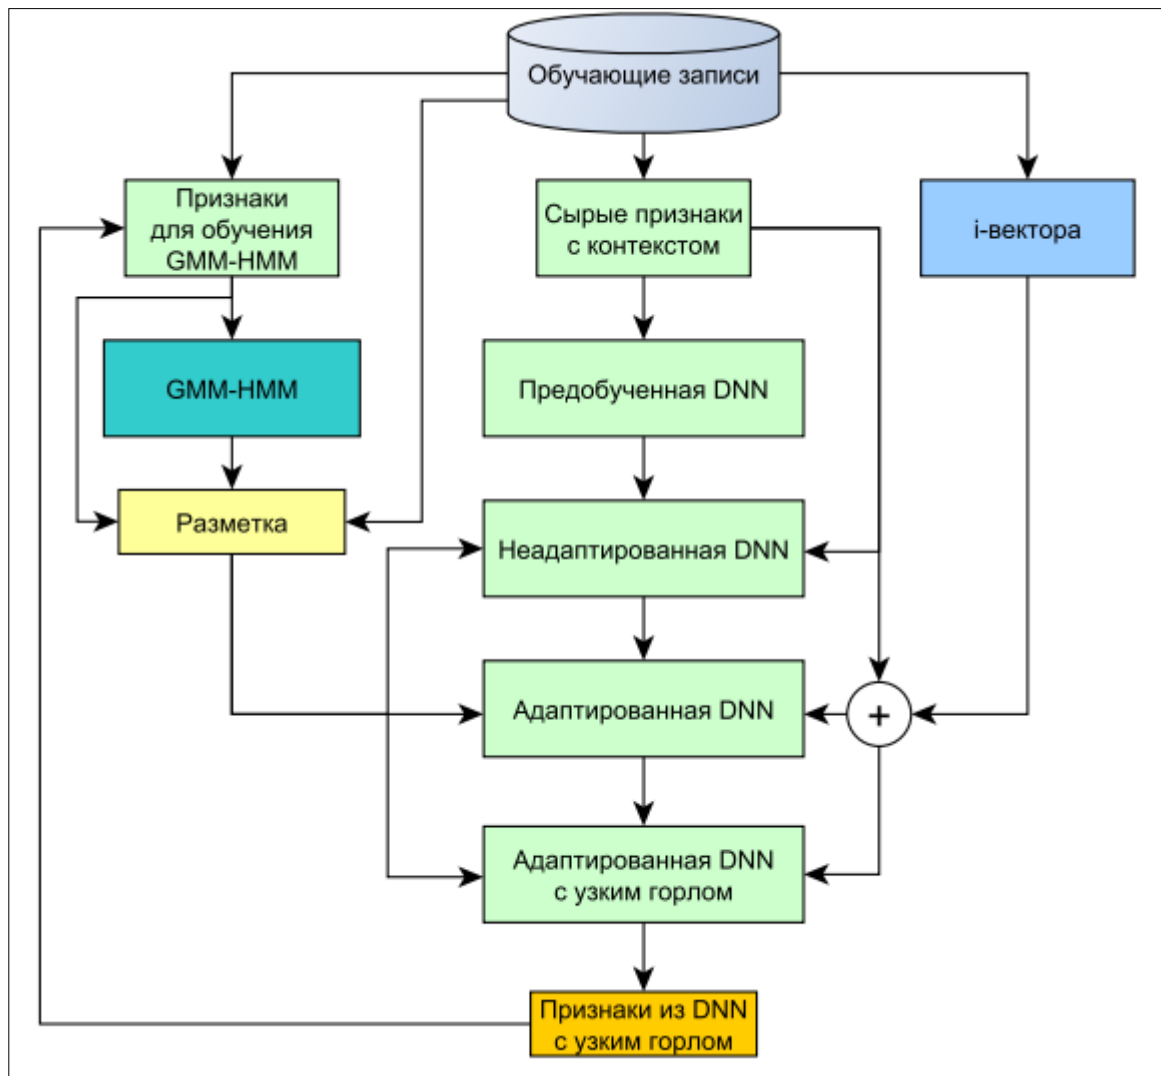 Обучающие записи
Признаки
для обучения
GMM-HMM
Сырые признаки
с контекстом
i-вектора
GMM-HMM
Предобученная DNN
Разметка
Неадаптированная DNN
Адаптированная DNN
+
Адаптированная DNN
с узким горлом
Признаки из DNN
с узким горлом